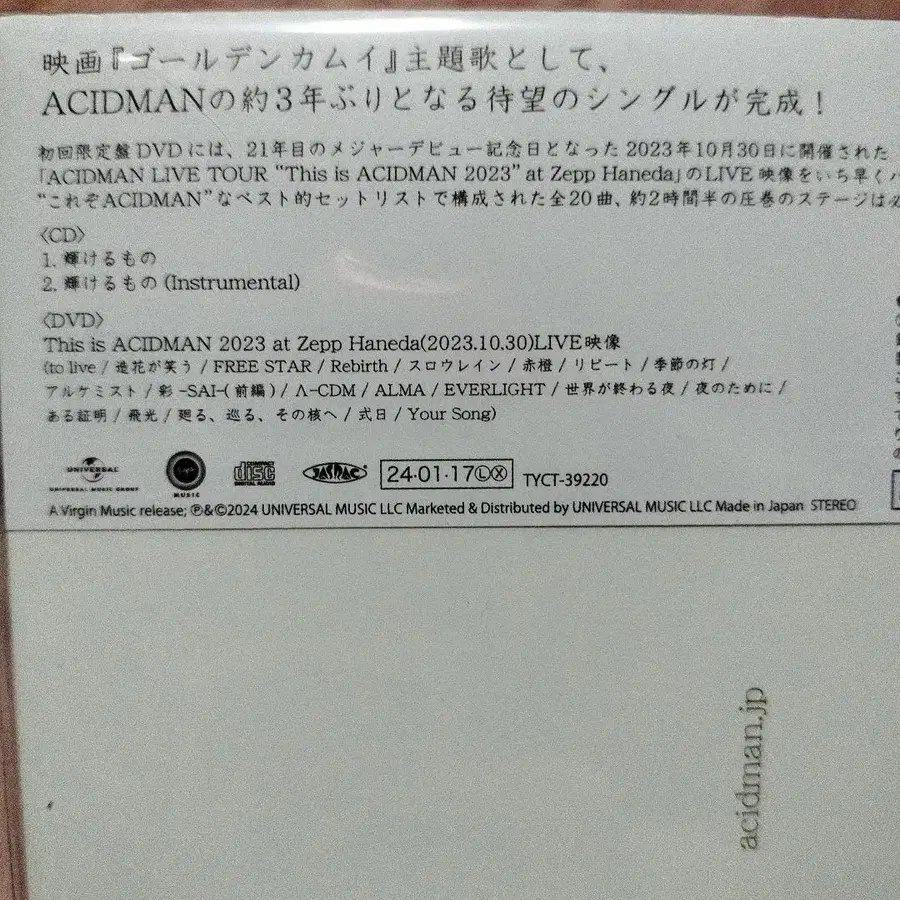 映画『ゴールデンカムイ』主題歌として、
ACIDMANの約3年ぶりとなる待望のシングルが完成！
初回限定盤DVDには、21年目のメジャーデビュー記念日となった2023年10月30日に開催された
「ACIDMAN LIVE TOUR “This is ACIDMAN 2023” at Zepp Haneda」のLIVE映像をいち早く
“これぞACIDMAN”なベスト的セットリストで構成された全20曲、約2時間半の圧巻のステージは
〈CD〉
1. 輝けるもの
2. 輝けるもの (Instrumental)
〈DVD〉
This is ACIDMAN 2023 at Zepp Haneda(2023.10.30)LIVE映像
(to live / 造花が笑う / FREE STAR / Rebirth / スロウレイン / 赤橙 / リピート / 季節の灯 /
アルケミスト / 彩 -SAI-(前編) / Λ-CDM / ALMA / EVERLIGHT / 世界が終わる夜 / 夜のために /
ある証明 / 飛光 / 廻る、巡る、その核へ / 式日 / Your Song)
UNIVERSAL
UNIVERSAL MUSIC GROUP
Virgin
MUSIC
COMPACT
disc
DIGITAL AUDIO
JASRAC
24·01·17ⓁⓍ
TYCT-39220
A Virgin Music release; ℗&©2024 UNIVERSAL MUSIC LLC Marketed & Distributed by UNIVERSAL MUSIC LLC Made in Japan STEREO
acidman.jp